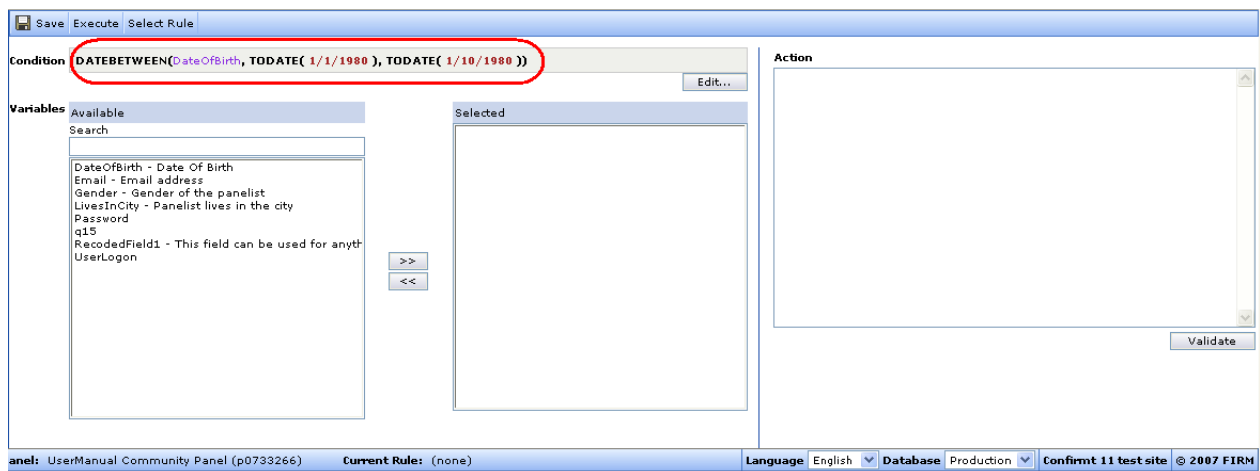 Save Execute Select Rule
Condition DATEBETWEEN(DateOfBirth, TODATE( 1/1/1980 ), TODATE( 1/10/1980 ))
Edit...
Variables Available
Search
DateOfBirth - Date Of Birth
Email - Email address
Gender - Gender of the panelist
LivesInCity - Panelist lives in the city
Password
q15
RecodedField1 - This field can be used for anyth
UserLogon
>>
<<
Selected
Action
Validate
anel: UserManual Community Panel (p0733266) Current Rule: (none) Language English Database Production Confirmt 11 test site © 2007 FIRM